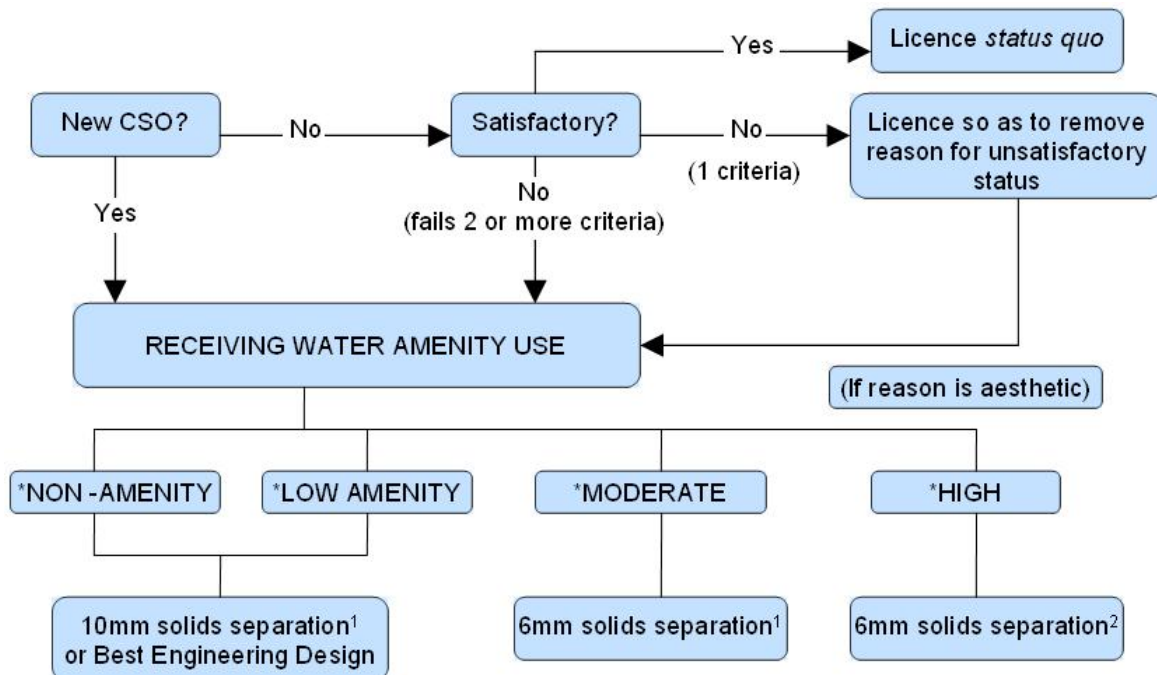 Yes
Licence status quo
New CSO?
No
Satisfactory?
No
(1 criteria)
Licence so as to remove
reason for unsatisfactory
status
Yes
No
(fails 2 or more criteria)
RECEIVING WATER AMENITY USE
(If reason is aesthetic)
*NON -AMENITY
*LOW AMENITY
*MODERATE
*HIGH
10mm solids separation¹
or Best Engineering Design
6mm solids separation¹
6mm solids separation²